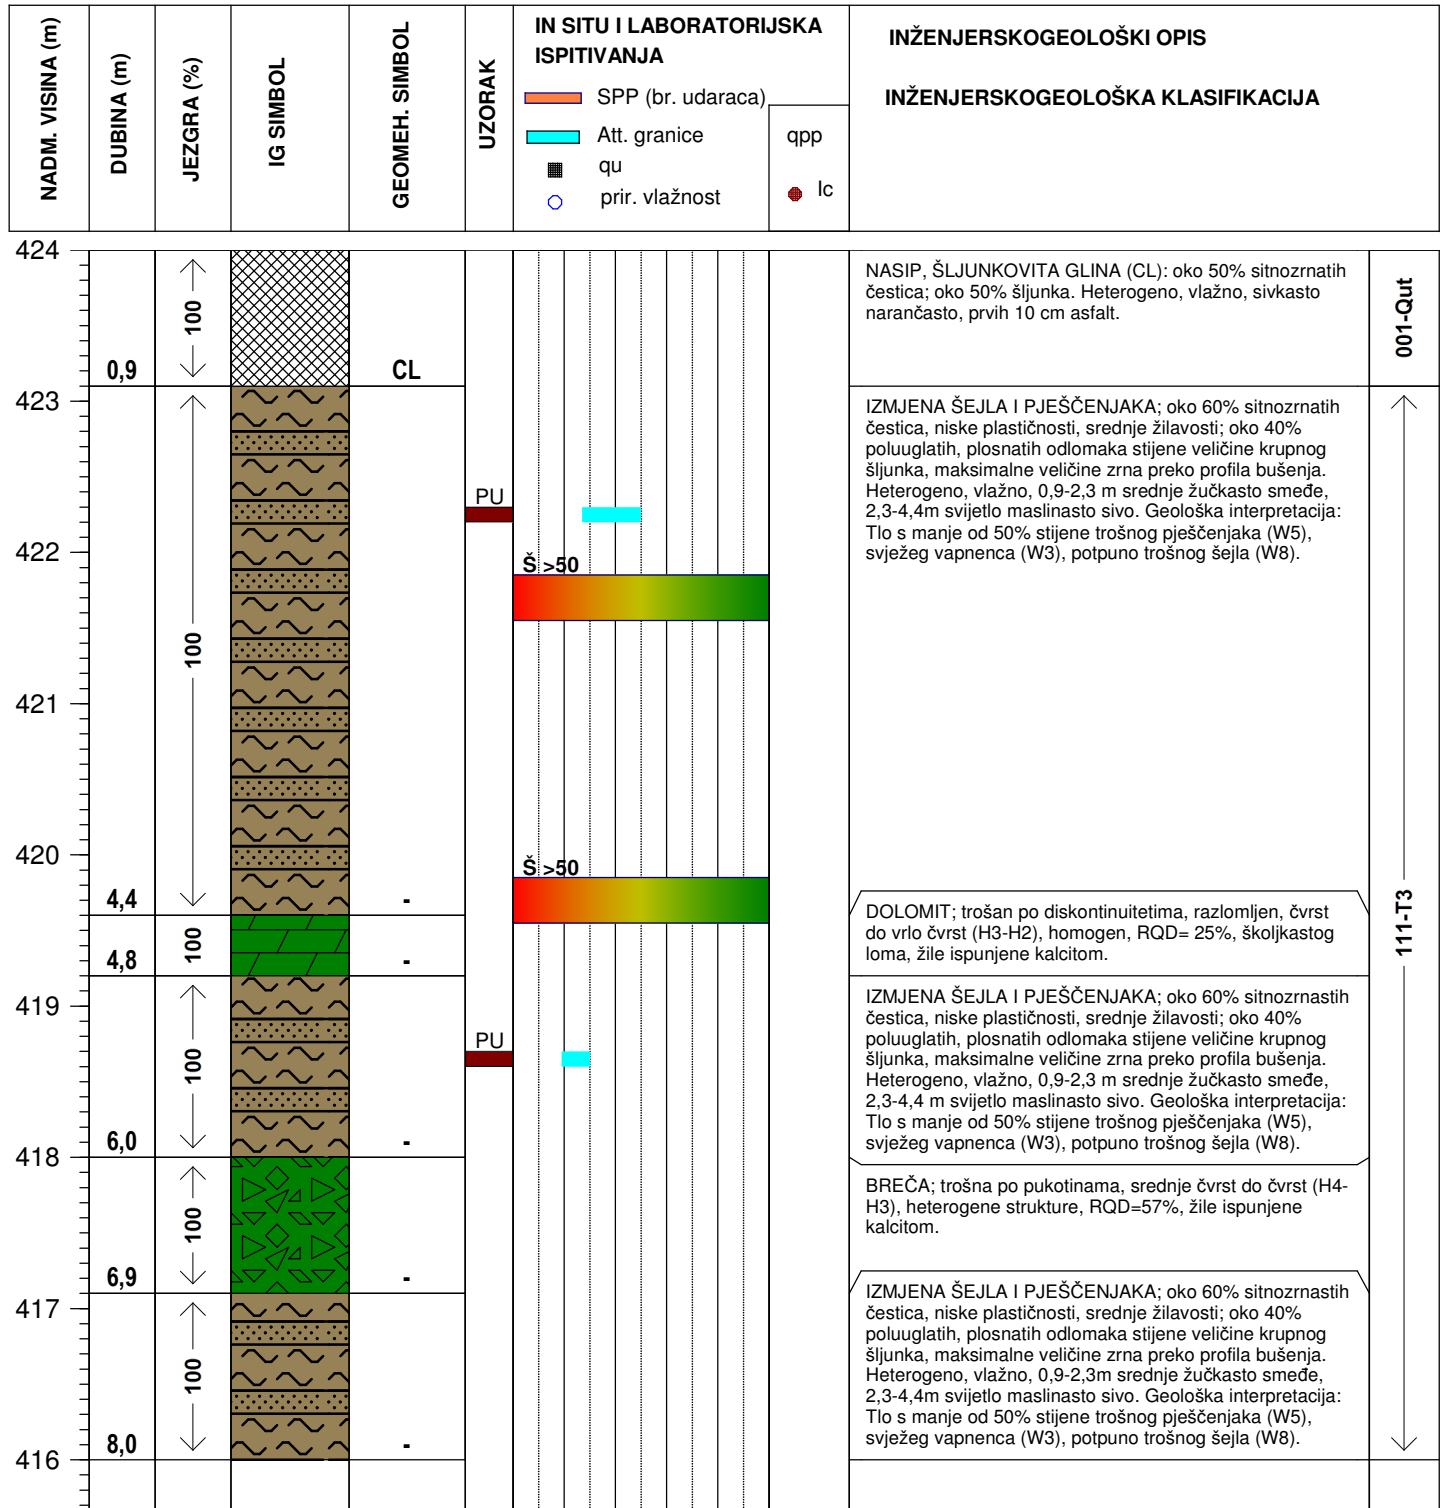 NADM. VISINA (m)
DUBINA (m)
JEZGRA (%)
IG SIMBOL
GEOMEH. SIMBOL
UZORAK
IN SITU I LABORATORIJSKA
ISPITIVANJA
SPP (br. udaraca)
Att. granice
qu
prir. vlažnost
qpp
Ic
INŽENJERSKOGEOLOŠKI OPIS
INŽENJERSKOGEOLOŠKA KLASIFIKACIJA
424
100
0,9
CL
NASIP, ŠLJUNKOVITA GLINA (CL): oko 50% sitnozrnatih
čestica; oko 50% šljunka. Heterogeno, vlažno, sivkasto
narančasto, prvih 10 cm asfalt.
001-Qut
423
422
421
420
100
4,4
-
PU
Š >50
Š >50
IZMJENA ŠEJLA I PJEŠČENJAKA; oko 60% sitnozrnatih
čestica, niske plastičnosti, srednje žilavosti; oko 40%
poluuglatih, plosnatih odlomaka stijene veličine krupnog
šljunka, maksimalne veličine zrna preko profila bušenja.
Heterogeno, vlažno, 0,9-2,3 m srednje žučkasto smeđe,
2,3-4,4m svijetlo maslinasto sivo. Geološka interpretacija:
Tlo s manje od 50% stijene trošnog pješčenjaka (W5),
svježeg vapnenca (W3), potpuno trošnog šejla (W8).
111-T3
100
4,8
-
DOLOMIT; trošan po diskontinuitetima, razlomljen, čvrst
do vrlo čvrst (H3-H2), homogen, RQD= 25%, školjkastog
loma, žile ispunjene kalcitom.
419
100
6,0
-
PU
IZMJENA ŠEJLA I PJEŠČENJAKA; oko 60% sitnozrnastih
čestica, niske plastičnosti, srednje žilavosti; oko 40%
poluuglatih, plosnatih odlomaka stijene veličine krupnog
šljunka, maksimalne veličine zrna preko profila bušenja.
Heterogeno, vlažno, 0,9-2,3 m srednje žučkasto smeđe,
2,3-4,4 m svijetlo maslinasto sivo. Geološka interpretacija:
Tlo s manje od 50% stijene trošnog pješčenjaka (W5),
svježeg vapnenca (W3), potpuno trošnog šejla (W8).
418
100
6,9
-
BREČA; trošna po pukotinama, srednje čvrst do čvrst (H4-
H3), heterogene strukture, RQD=57%, žile ispunjene
kalcitom.
417
100
8,0
-
IZMJENA ŠEJLA I PJEŠČENJAKA; oko 60% sitnozrnastih
čestica, niske plastičnosti, srednje žilavosti; oko 40%
poluuglatih, plosnatih odlomaka stijene veličine krupnog
šljunka, maksimalne veličine zrna preko profila bušenja.
Heterogeno, vlažno, 0,9-2,3m srednje žučkasto smeđe,
2,3-4,4m svijetlo maslinasto sivo. Geološka interpretacija:
Tlo s manje od 50% stijene trošnog pješčenjaka (W5),
svježeg vapnenca (W3), potpuno trošnog šejla (W8).
416